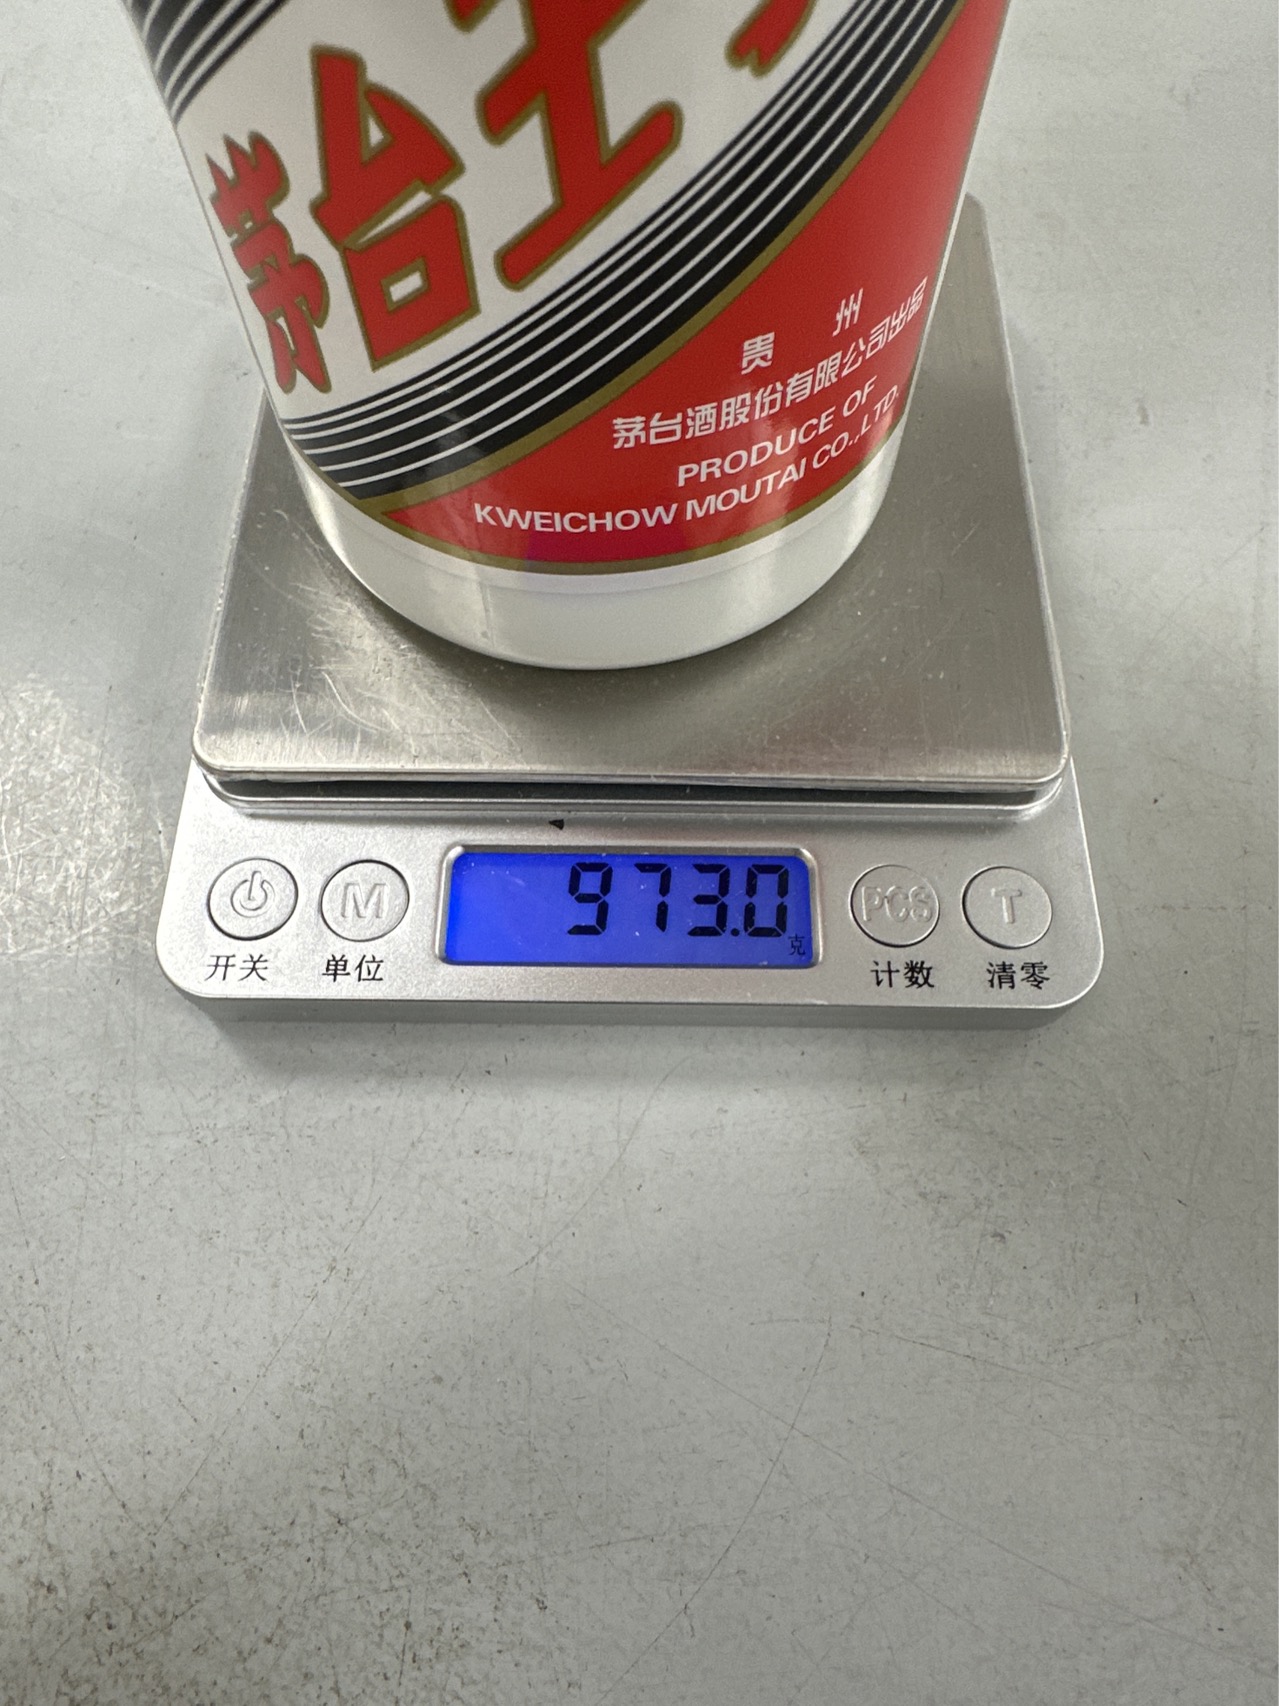 茅台王
贵州
茅台酒股份有限公司出品
PRODUCE OF
KWEICHOW MOUTAI CO.,LTD.
973.0
克
M PCS T
开关 单位 计数 清零